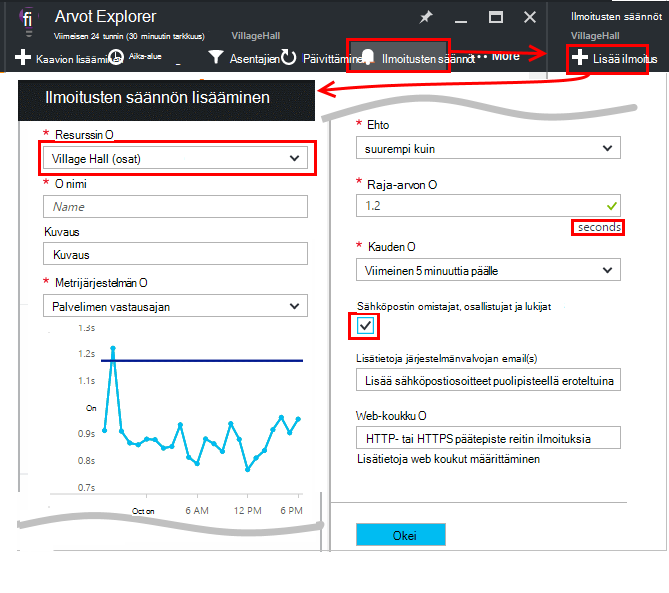 fi
Arvot Explorer
Viimeisen 24 tunnin (30 minuutin tarkkuus)
VillageHall
Kaavion lisääminen
Aika-alue
Asentajien
Päivittäminen
Ilmoitusten säännöt
More
Ilmoitusten säännöt
VillageHall
Lisää ilmoitus
Ilmoitusten säännön lisääminen
* Resurssin O
Village Hall (osat)
* O nimi
Name
Kuvaus
Kuvaus
* Metrijärjestelmän O
Palvelimen vastausajan
1.3s
1.2s
1.1s
On
0.9s
0.8s
0.7s
Oct on
6 AM
12 PM
6 PM
* Ehto
suurempi kuin
* Raja-arvon O
1.2
seconds
* Kauden O
Viimeinen 5 minuuttia päälle
Sähköpostin omistajat, osallistujat ja lukijat
Lisätietoja järjestelmänvalvojan email(s)
Lisää sähköpostiosoitteet puolipisteellä eroteltuina
Web-koukku O
HTTP- tai HTTPS päätepiste reitin ilmoituksia
Lisätietoja web koukut määrittäminen
Okei